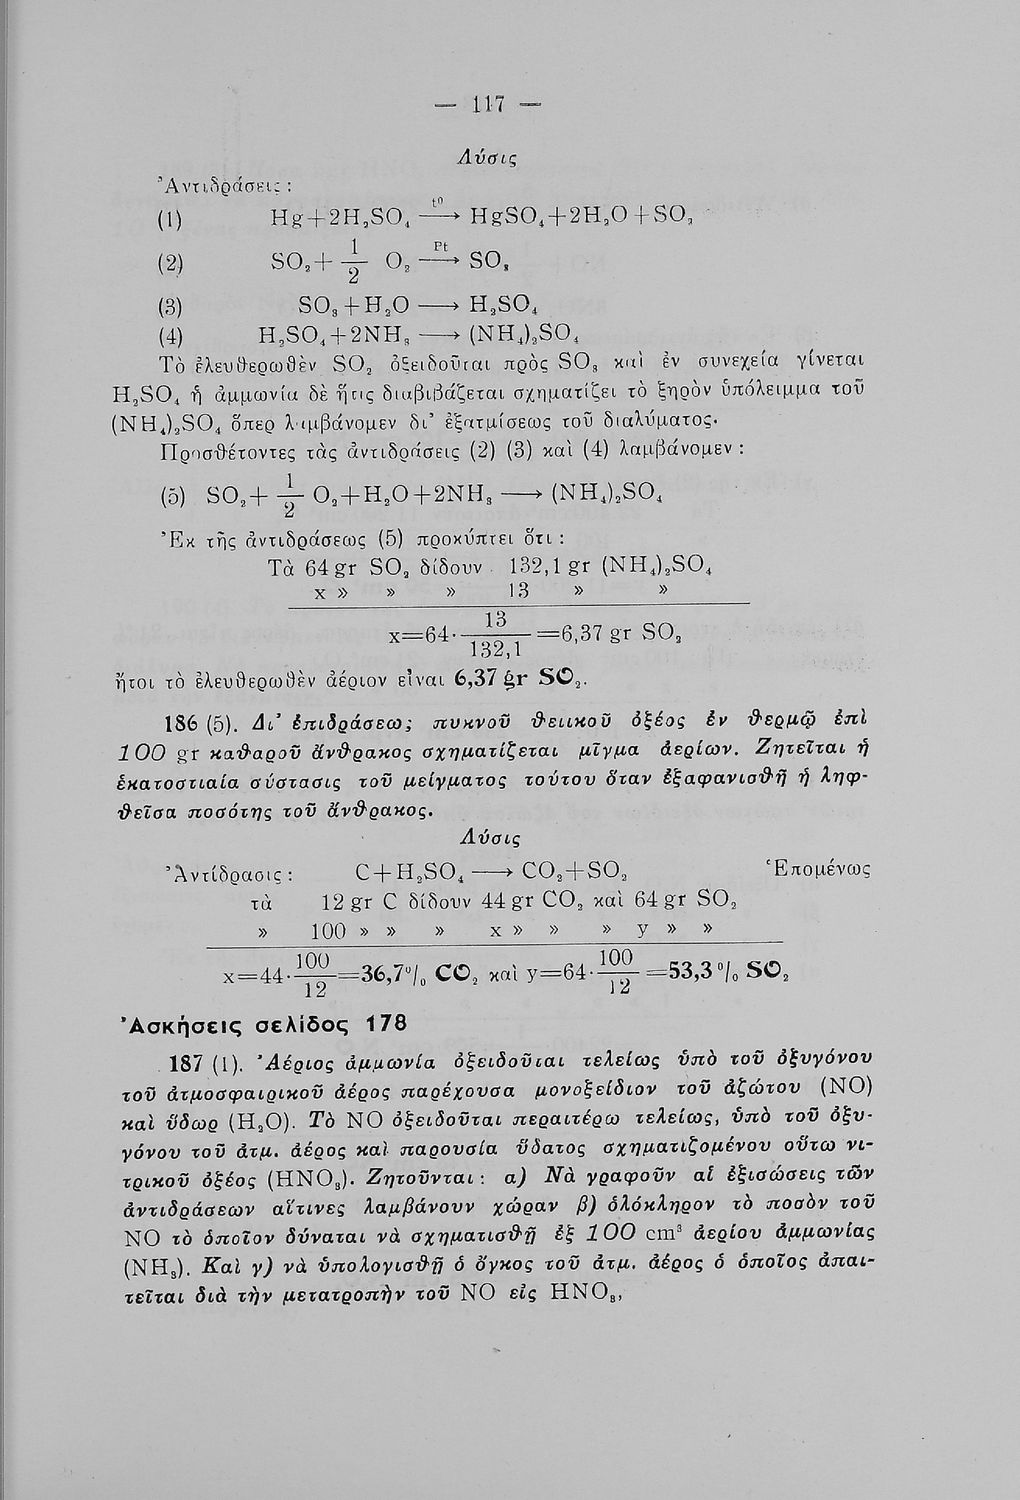 — 117 —
Λύσις
Ἀντιδράσεις :
(1) Hg+2H₂SO₄ —t⁰→ HgSO₄+2H₂O+SO₂
(2) SO₂+ 1/2 O₂ —Pt→ SO₃
(3) SO₃+H₂O ⟶ H₂SO₄
(4) H₂SO₄+2NH₃ ⟶ (NH₄)₂SO₄
Τὸ ἐλευθερωθὲν SO₂ ὀξειδοῦται πρὸς SO₃ καὶ ἐν συνεχείᾳ γίνεται
H₂SO₄ ἡ ἀμμωνία δὲ ἥτις διαβιβάζεται σχηματίζει τὸ ξηρὸν ὑπόλειμμα τοῦ
(NH₄)₂SO₄ ὅπερ λαμβάνομεν δι’ ἐξατμίσεως τοῦ διαλύματος.
Προσθέτοντες τὰς ἀντιδράσεις (2) (3) καὶ (4) λαμβάνομεν :
(5) SO₂+ 1/2 O₂+H₂O+2NH₃ ⟶ (NH₄)₂SO₄
Ἐκ τῆς ἀντιδράσεως (5) προκύπτει ὅτι :
Τὰ 64 gr SO₂ δίδουν 132,1 gr (NH₄)₂SO₄
x » » » 13 » »
x=64· 13/132,1 =6,37 gr SO₂
ἤτοι τὸ ἐλευθερωθὲν ἀέριον εἶναι 6,37 gr SO₂.
186 (5). Δι’ ἐπιδράσεως πυκνοῦ θειικοῦ ὀξέος ἐν θερμῷ ἐπὶ
100 gr καθαροῦ ἄνθρακος σχηματίζεται μῖγμα ἀερίων. Ζητεῖται ἡ
ἑκατοστιαία σύστασις τοῦ μείγματος τούτου ὅταν ἐξαφανισθῇ ἡ ληφ-
θεῖσα ποσότης τοῦ ἄνθρακος.
Λύσις
Ἀντίδρασις : C+H₂SO₄ ⟶ CO₂+SO₂ Ἑπομένως
τὰ 12 gr C δίδουν 44 gr CO₂ καὶ 64 gr SO₂
» 100 » » » x » » » y » »
x=44· 100/12 =36,7⁰/₀ CO₂ καὶ y=64· 100/12 =53,3 ⁰/₀ SO₂
Ἀσκήσεις σελίδος 178
187 (1). Ἀέριος ἀμμωνία ὀξειδοῦται τελείως ὑπὸ τοῦ ὀξυγόνου
τοῦ ἀτμοσφαιρικοῦ ἀέρος παρέχουσα μονοξείδιον τοῦ ἀζώτου (NO)
καὶ ὕδωρ (H₂O). Τὸ NO ὀξειδοῦται περαιτέρω τελείως, ὑπὸ τοῦ ὀξυ-
γόνου τοῦ ἀτμ. ἀέρος καὶ παρουσίᾳ ὕδατος σχηματιζομένου οὕτω νι-
τρικοῦ ὀξέος (HNO₃). Ζητοῦνται : α) Νὰ γραφοῦν αἱ ἐξισώσεις τῶν
ἀντιδράσεων αἵτινες λαμβάνουν χώραν β) ὁλόκληρον τὸ ποσὸν τοῦ
NO τὸ ὁποῖον δύναται νὰ σχηματισθῇ ἐξ 100 cm³ ἀερίου ἀμμωνίας
(NH₃). Καὶ γ) νὰ ὑπολογισθῇ ὁ ὄγκος τοῦ ἀτμ. ἀέρος ὁ ὁποῖος ἀπαι-
τεῖται διὰ τὴν μετατροπὴν τοῦ NO εἰς HNO₃,